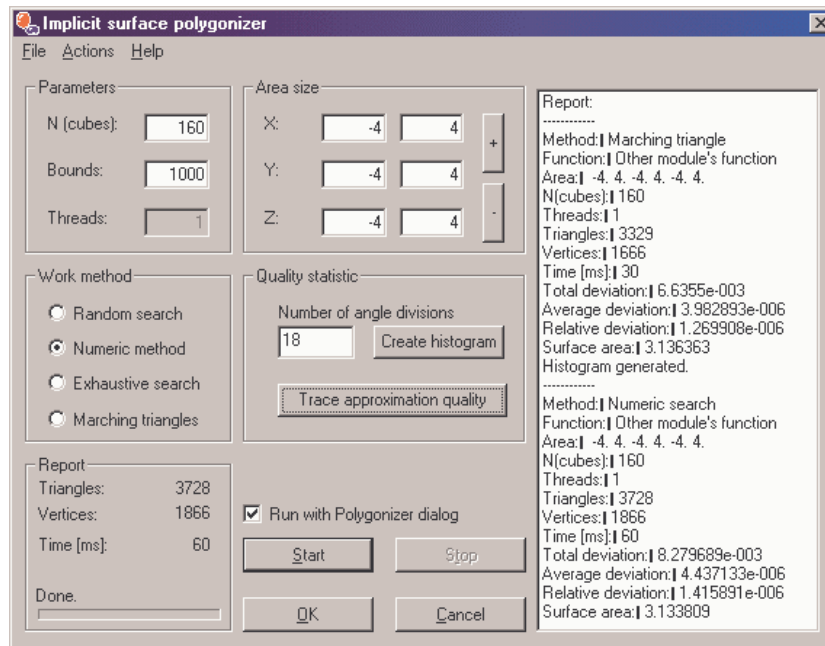 Implicit surface polygonizer
File Actions Help
Parameters
N (cubes): 160
Bounds: 1000
Threads: 1
Area size
X: -4 4
Y: -4 4
Z: -4 4
+
-
Work method
Random search
Numeric method
Exhaustive search
Marching triangles
Quality statistic
Number of angle divisions
18 Create histogram
Trace approximation quality
Report
Triangles: 3728
Vertices: 1866
Time [ms]: 60
Done.
Run with Polygonizer dialog
Start Stop
OK Cancel
Report:
------------
Method:| Marching triangle
Function:| Other module's function
Area:| -4. 4. -4. 4. -4. 4.
N(cubes):| 160
Threads:| 1
Triangles:| 3329
Vertices:| 1666
Time [ms]:| 30
Total deviation:| 6.6355e-003
Average deviation:| 3.982893e-006
Relative deviation:| 1.269908e-006
Surface area:| 3.136363
Histogram generated.
------------
Method:| Numeric search
Function:| Other module's function
Area:| -4. 4. -4. 4. -4. 4.
N(cubes):| 160
Threads:| 1
Triangles:| 3728
Vertices:| 1866
Time [ms]:| 60
Total deviation:| 8.279689e-003
Average deviation:| 4.437133e-006
Relative deviation:| 1.415891e-006
Surface area:| 3.133809